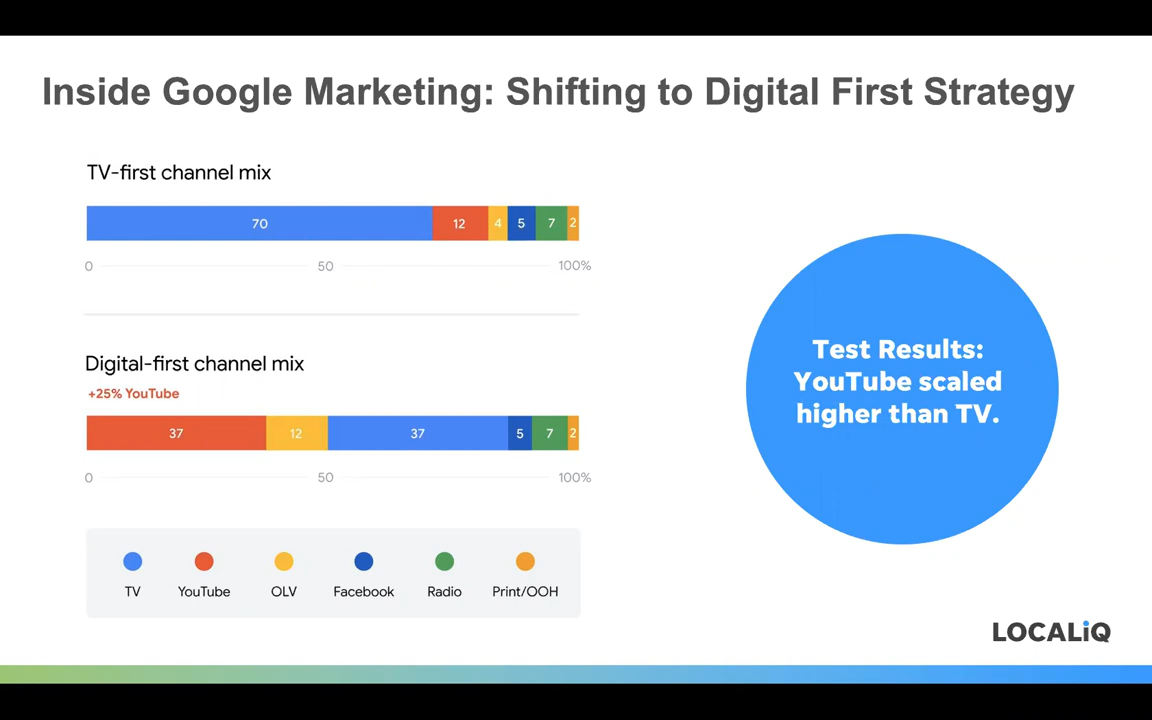 Inside Google Marketing: Shifting to Digital First Strategy
TV-first channel mix
70 12 4 5 7 2
0 50 100%
Digital-first channel mix
+25% YouTube
37 12 37 5 7 2
0 50 100%
TV YouTube OLV Facebook Radio Print/OOH
Test Results:
YouTube scaled
higher than TV.
LOCALiQ